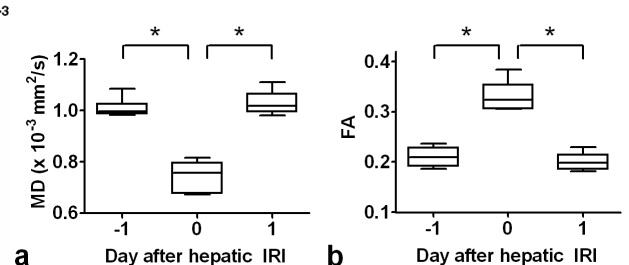 -3
* *
1.2
1.0
0.8
0.6
MD (x 10⁻³ mm²/s)
-1 0 1
Day after hepatic IRI
a
* *
0.4
0.3
0.2
0.1
FA
-1 0 1
Day after hepatic IRI
b